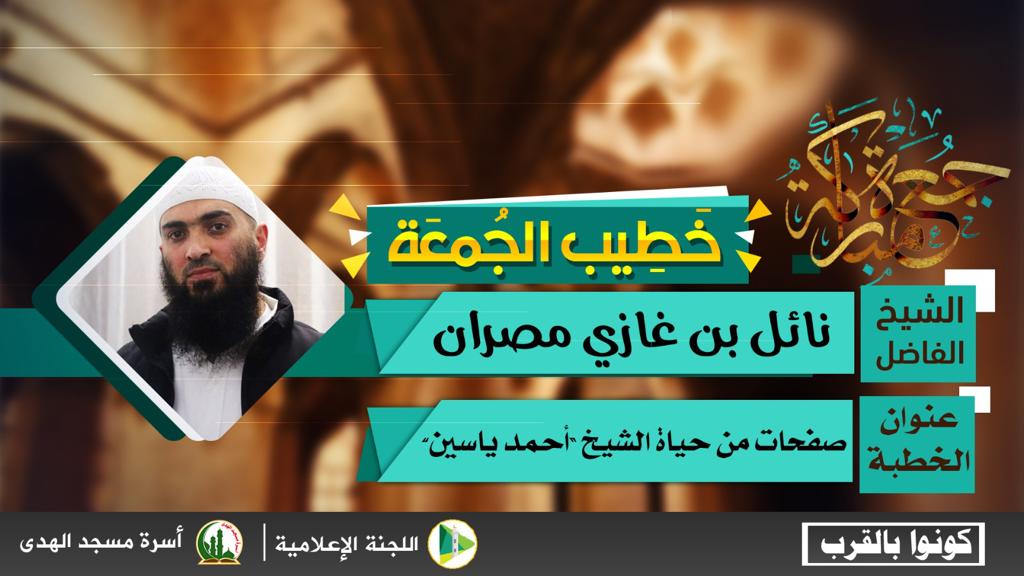 جمعة مباركة
خَطِيب الجُمعَة
الشيخ
الفاضل
نائل بن غازي مصران
عنوان
الخطبة
صفحات من حياة الشيخ "أحمد ياسين"
كونوا بالقرب
اللجنة الإعلامية
أسرة مسجد الهدى